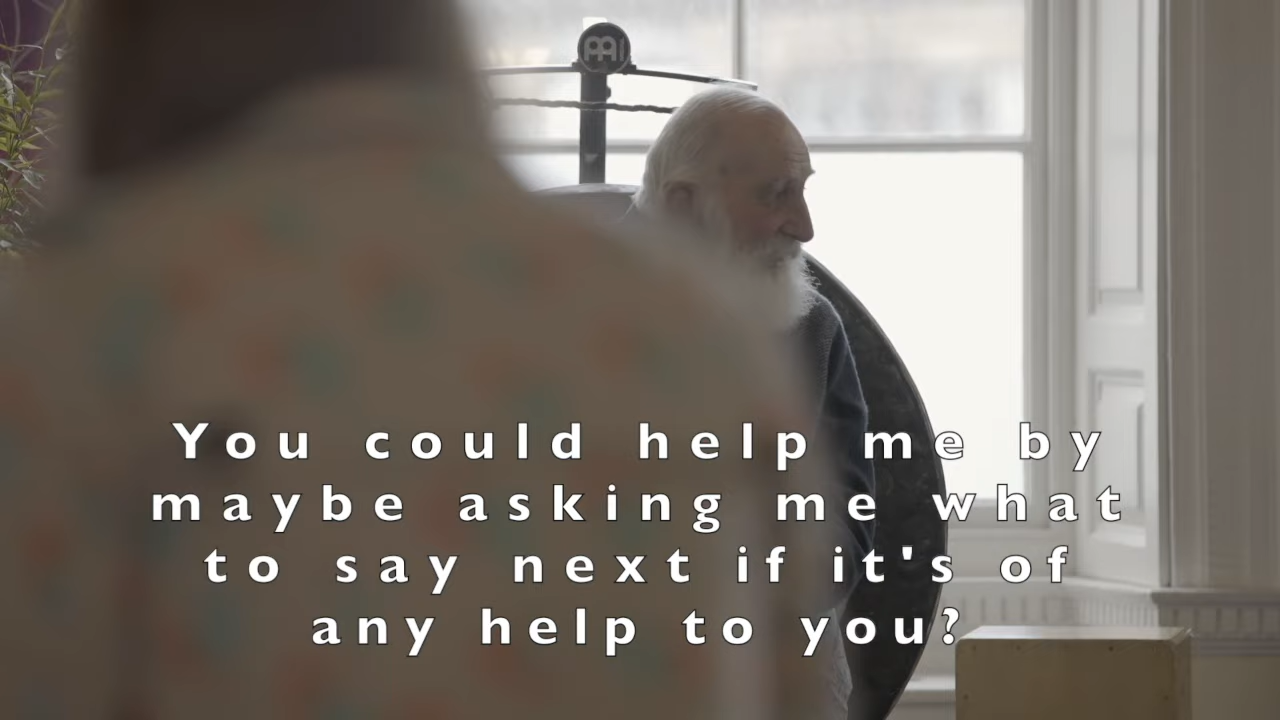 You could help me by
maybe asking me what
to say next if it's of
any help to you?